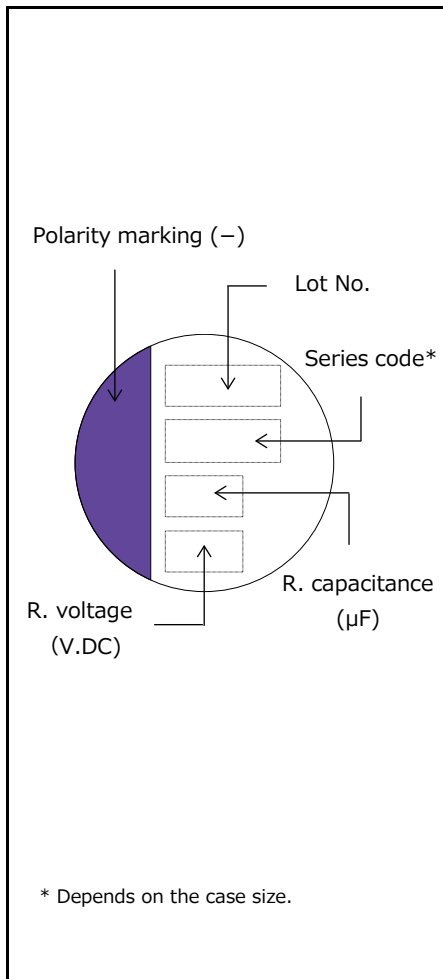 Polarity marking (−)
Lot No.
Series code*
R. capacitance
(μF)
R. voltage
(V.DC)
* Depends on the case size.